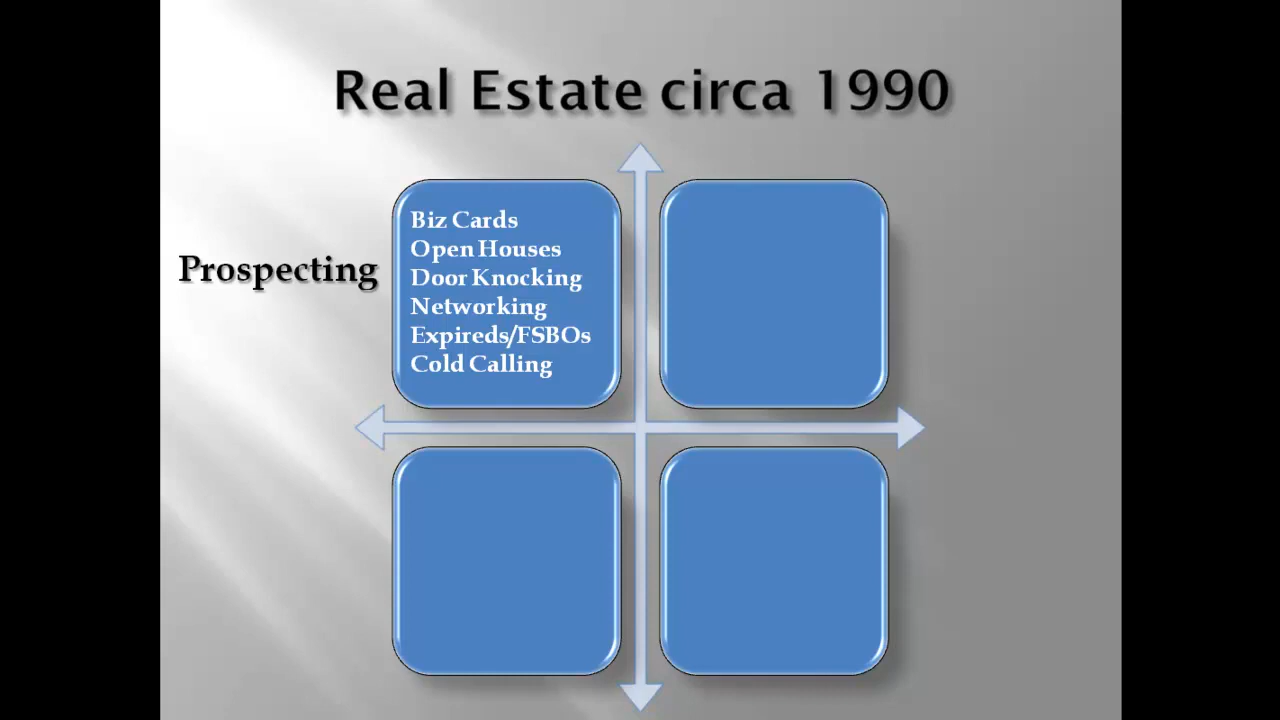 Real Estate circa 1990
Prospecting
Biz Cards
Open Houses
Door Knocking
Networking
Expireds/FSBOs
Cold Calling